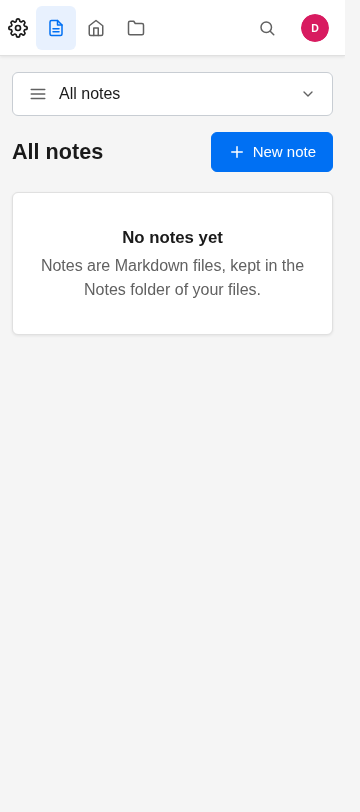 D
All notes
All notes
New note
No notes yet
Notes are Markdown files, kept in the
Notes folder of your files.